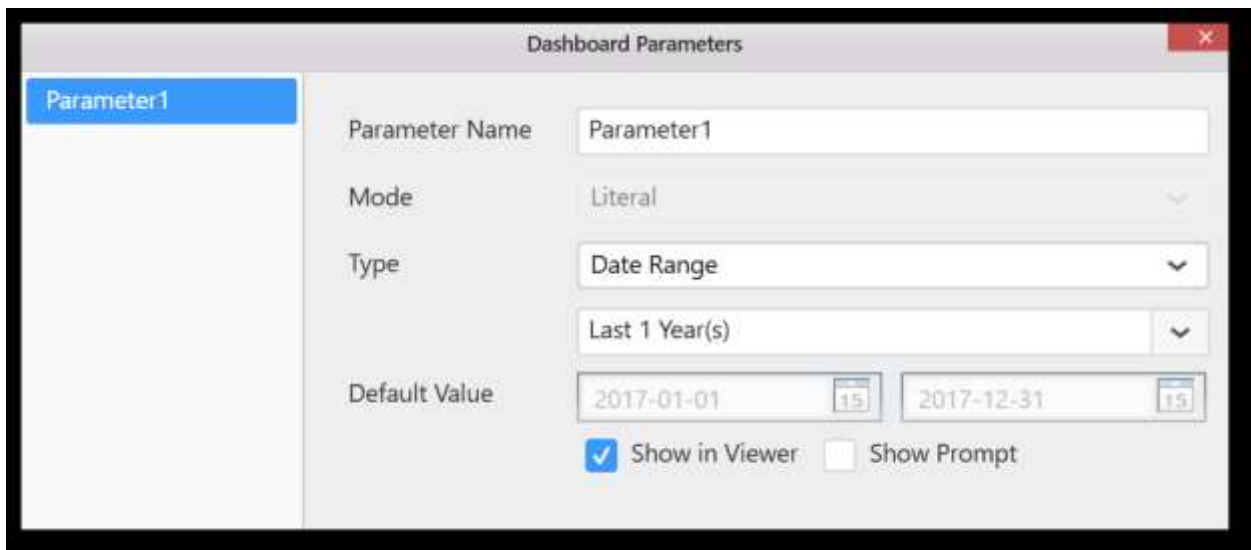 Dashboard Parameters
Parameter1
Parameter Name Parameter1
Mode Literal
Type Date Range
Last 1 Year(s)
Default Value 2017-01-01 15 2017-12-31 15
Show in Viewer Show Prompt